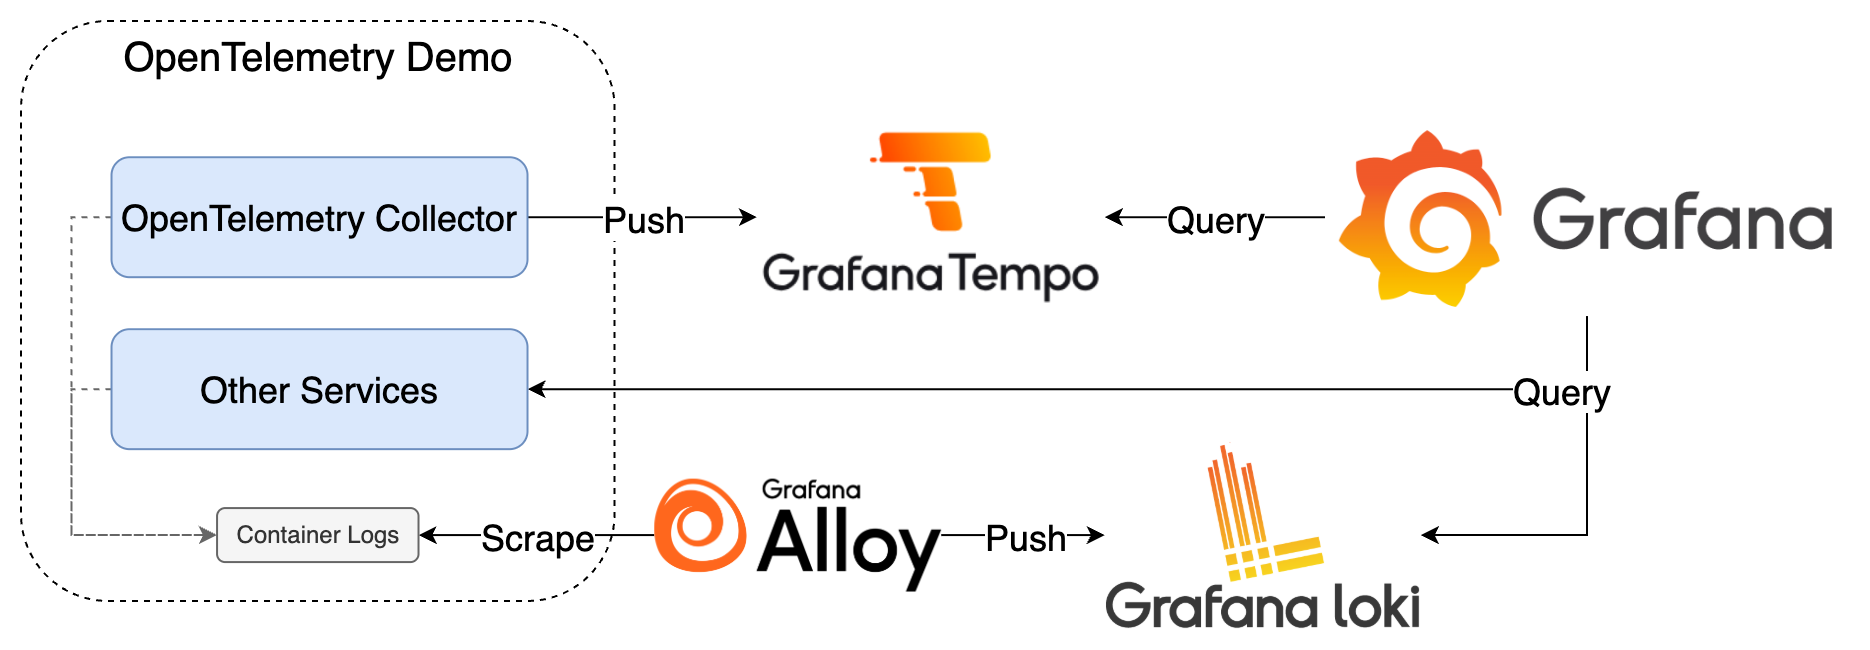 OpenTelemetry Demo
OpenTelemetry Collector
Push
Grafana Tempo
Query
Grafana
Other Services
Query
Container Logs
Scrape
Grafana
Alloy
Push
Grafana loki